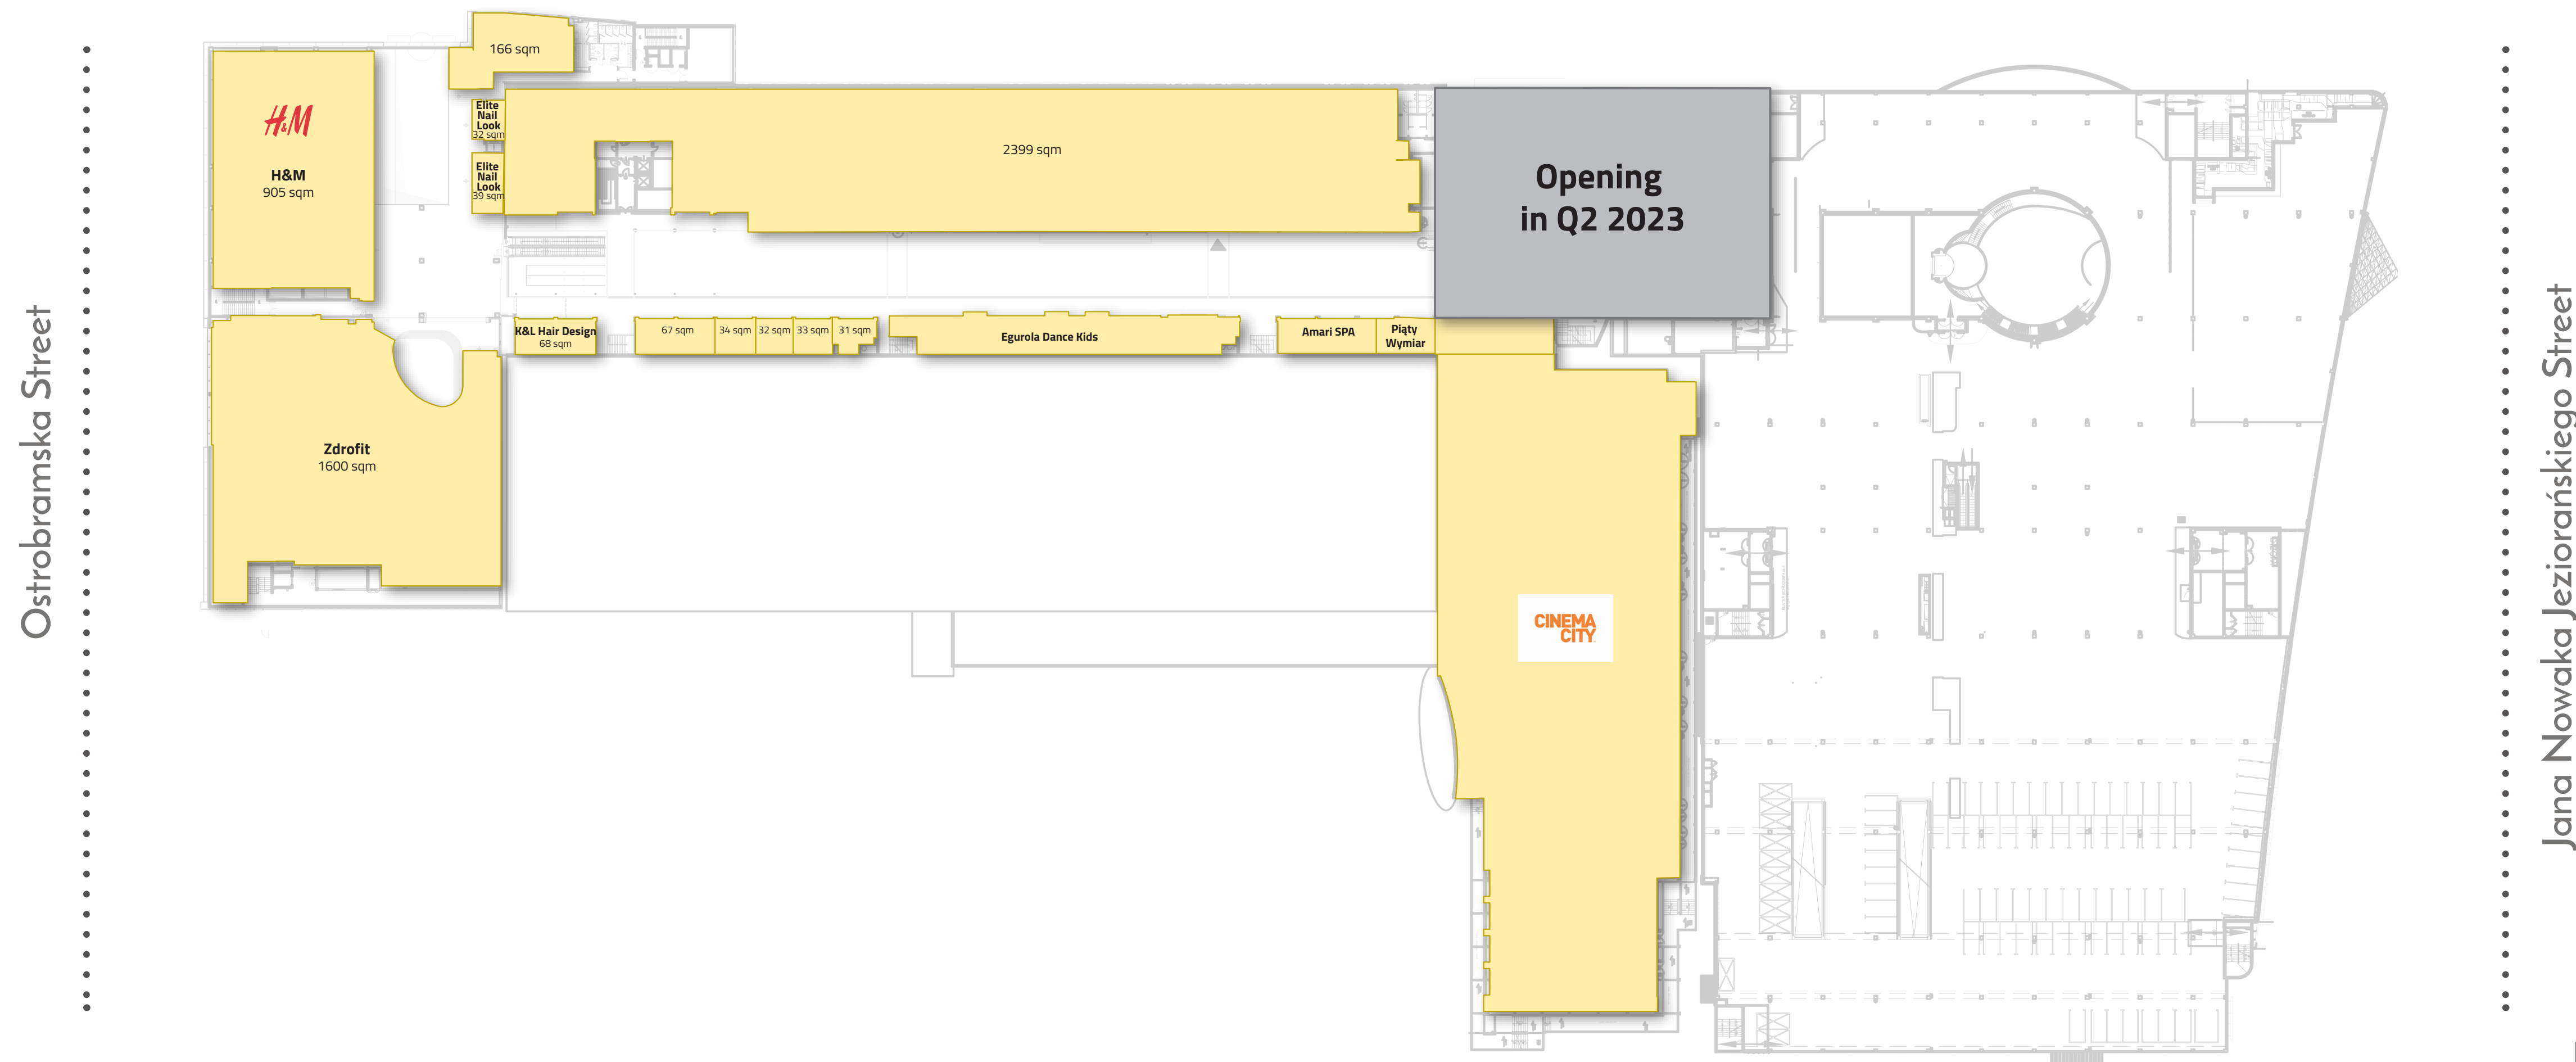 Ostrobramska Street
166 sqm
H&M
H&M
905 sqm
Elite
Nail
Look
32 sqm
Elite
Nail
Look
39 sqm
2399 sqm
Opening
in Q2 2023
K&L Hair Design
68 sqm
67 sqm
34 sqm
32 sqm
33 sqm
31 sqm
Egurola Dance Kids
Amari SPA
Piąty
Wymiar
Zdrofit
1600 sqm
CINEMA
CITY
Jana Nowaka Jeziorańskiego Street